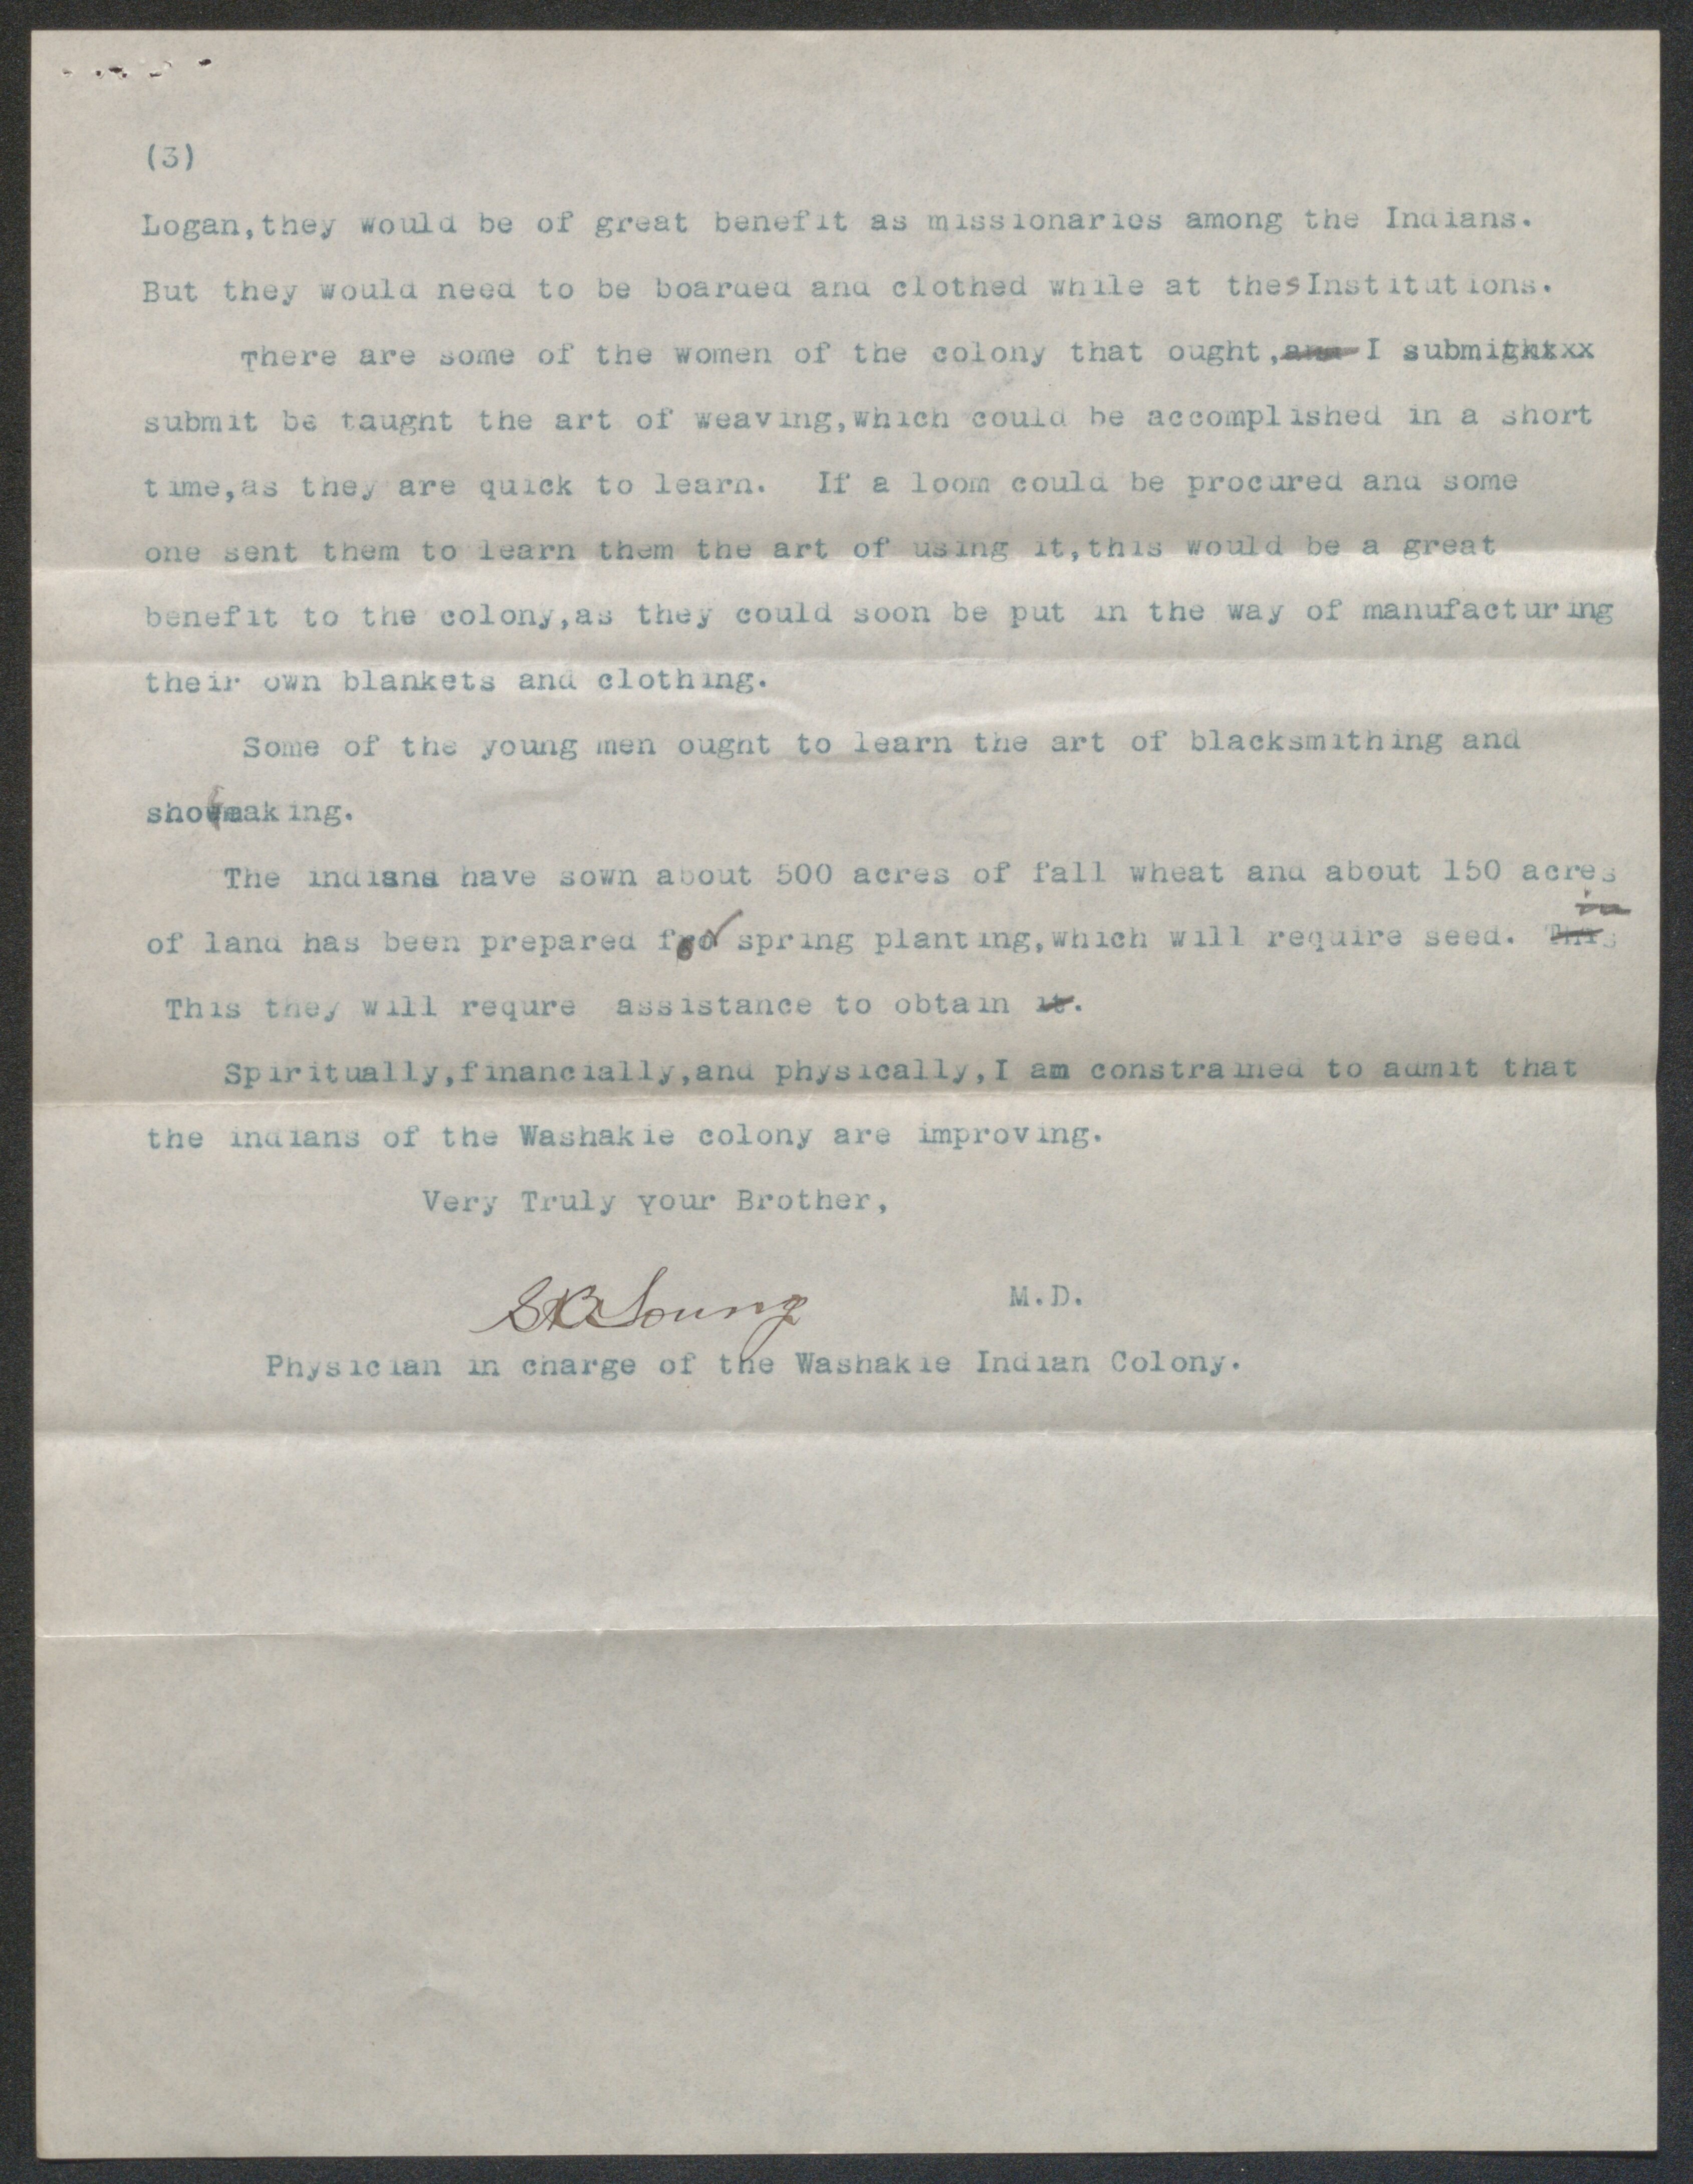 (3)
Logan,they would be of great benefit as missionaries among the Indians.
But they would need to be boarded and clothed while at thesInstitutions.
There are some of the women of the colony that ought,and I submightxx
submit be taught the art of weaving,which could be accomplished in a short
time,as they are quick to learn. If a loom could be procured and some
one sent them to learn them the art of using it,this would be a great
benefit to the colony,as they could soon be put in the way of manufacturing
their own blankets and clothing.
Some of the young men ought to learn the art of blacksmithing and
shoemaking.
The indians have sown about 500 acres of fall wheat and about 150 acres
in
of land has been prepared for spring planting,which will require seed. This
This they will requre assistance to obtain it.
Spiritually,financially,and physically,I am constrained to admit that
the indians of the Washakie colony are improving.
Very Truly your Brother,
S B Young M.D.
Physician in charge of the Washakie Indian Colony.